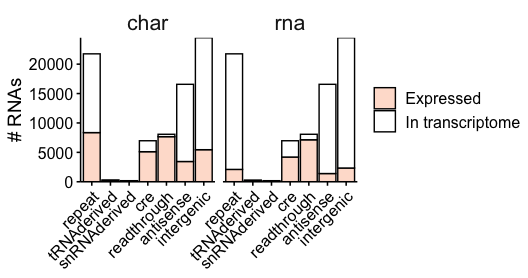 char
rna
# RNAs
20000
15000
10000
5000
0
repeat
tRNAderived
snRNAderived
cre
readthrough
antisense
intergenic
repeat
tRNAderived
snRNAderived
cre
readthrough
antisense
intergenic
Expressed
In transcriptome